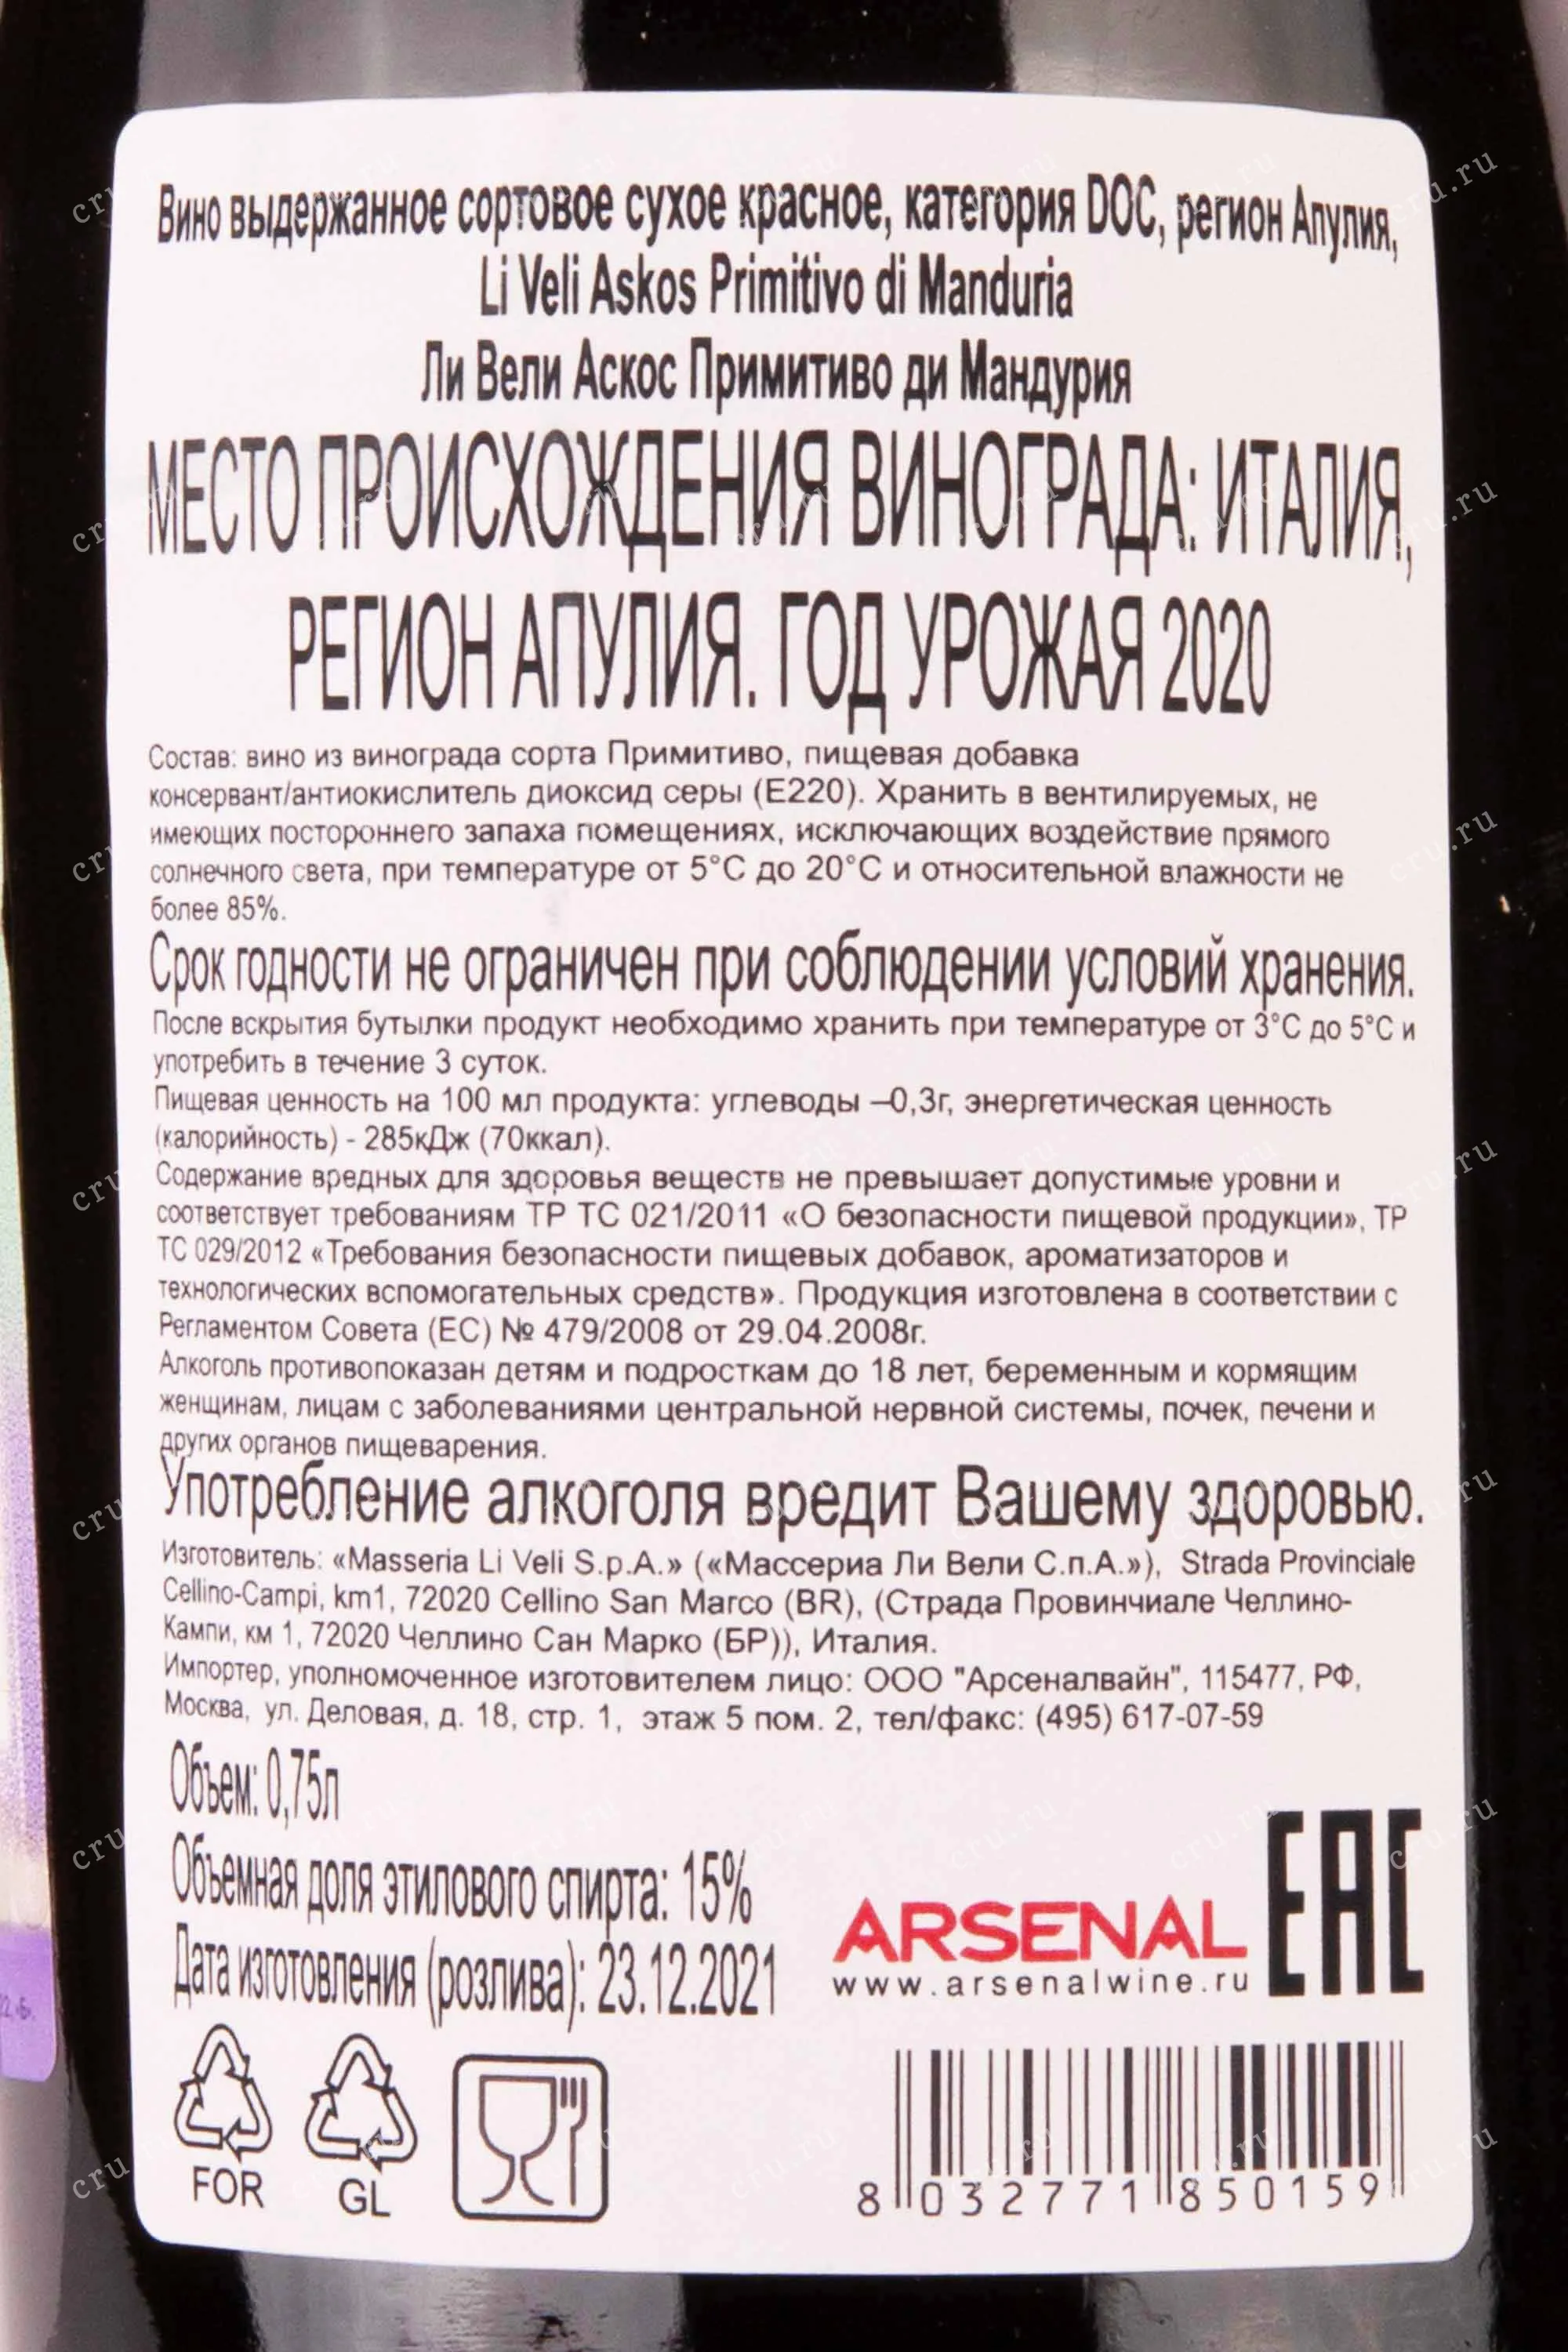 Вино выдержанное сортовое сухое красное, категория DOC, регион Апулия,
Li Veli Askos Primitivo di Manduria
Ли Вели Аскос Примитиво ди Мандурия
МЕСТО ПРОИСХОЖДЕНИЯ ВИНОГРАДА: ИТАЛИЯ,
РЕГИОН АПУЛИЯ. ГОД УРОЖАЯ 2020
Состав: вино из винограда сорта Примитиво, пищевая добавка
консервант/антиокислитель диоксид серы (Е220). Хранить в вентилируемых, не
имеющих постороннего запаха помещениях, исключающих воздействие прямого
солнечного света, при температуре от 5°С до 20°С и относительной влажности не
более 85%.
Срок годности не ограничен при соблюдении условий хранения.
После вскрытия бутылки продукт необходимо хранить при температуре от 3°С до 5°С и
употребить в течение 3 суток.
Пищевая ценность на 100 мл продукта: углеводы –0,3г, энергетическая ценность
(калорийность) - 285кДж (70ккал).
Содержание вредных для здоровья веществ не превышает допустимые уровни и
соответствует требованиям ТР ТС 021/2011 «О безопасности пищевой продукции», ТР
ТС 029/2012 «Требования безопасности пищевых добавок, ароматизаторов и
технологических вспомогательных средств». Продукция изготовлена в соответствии с
Регламентом Совета (ЕС) № 479/2008 от 29.04.2008г.
Алкоголь противопоказан детям и подросткам до 18 лет, беременным и кормящим
женщинам, лицам с заболеваниями центральной нервной системы, почек, печени и
других органов пищеварения.
Употребление алкоголя вредит Вашему здоровью.
Изготовитель: «Masseria Li Veli S.p.A.» («Массериа Ли Вели С.п.А.»), Strada Provinciale
Cellino-Campi, km1, 72020 Cellino San Marco (BR), (Страда Провинчиале Челлино-
Кампи, км 1, 72020 Челлино Сан Марко (БР)), Италия.
Импортер, уполномоченное изготовителем лицо: ООО "Арсеналвайн", 115477, РФ,
Москва, ул. Деловая, д. 18, стр. 1, этаж 5 пом. 2, тел/факс: (495) 617-07-59
Объем: 0,75л
Объемная доля этилового спирта: 15%
Дата изготовления (розлива): 23.12.2021
ARSENAL
www.arsenalwine.ru
EAC
FOR
GL
8 032771 850159
cru.ru